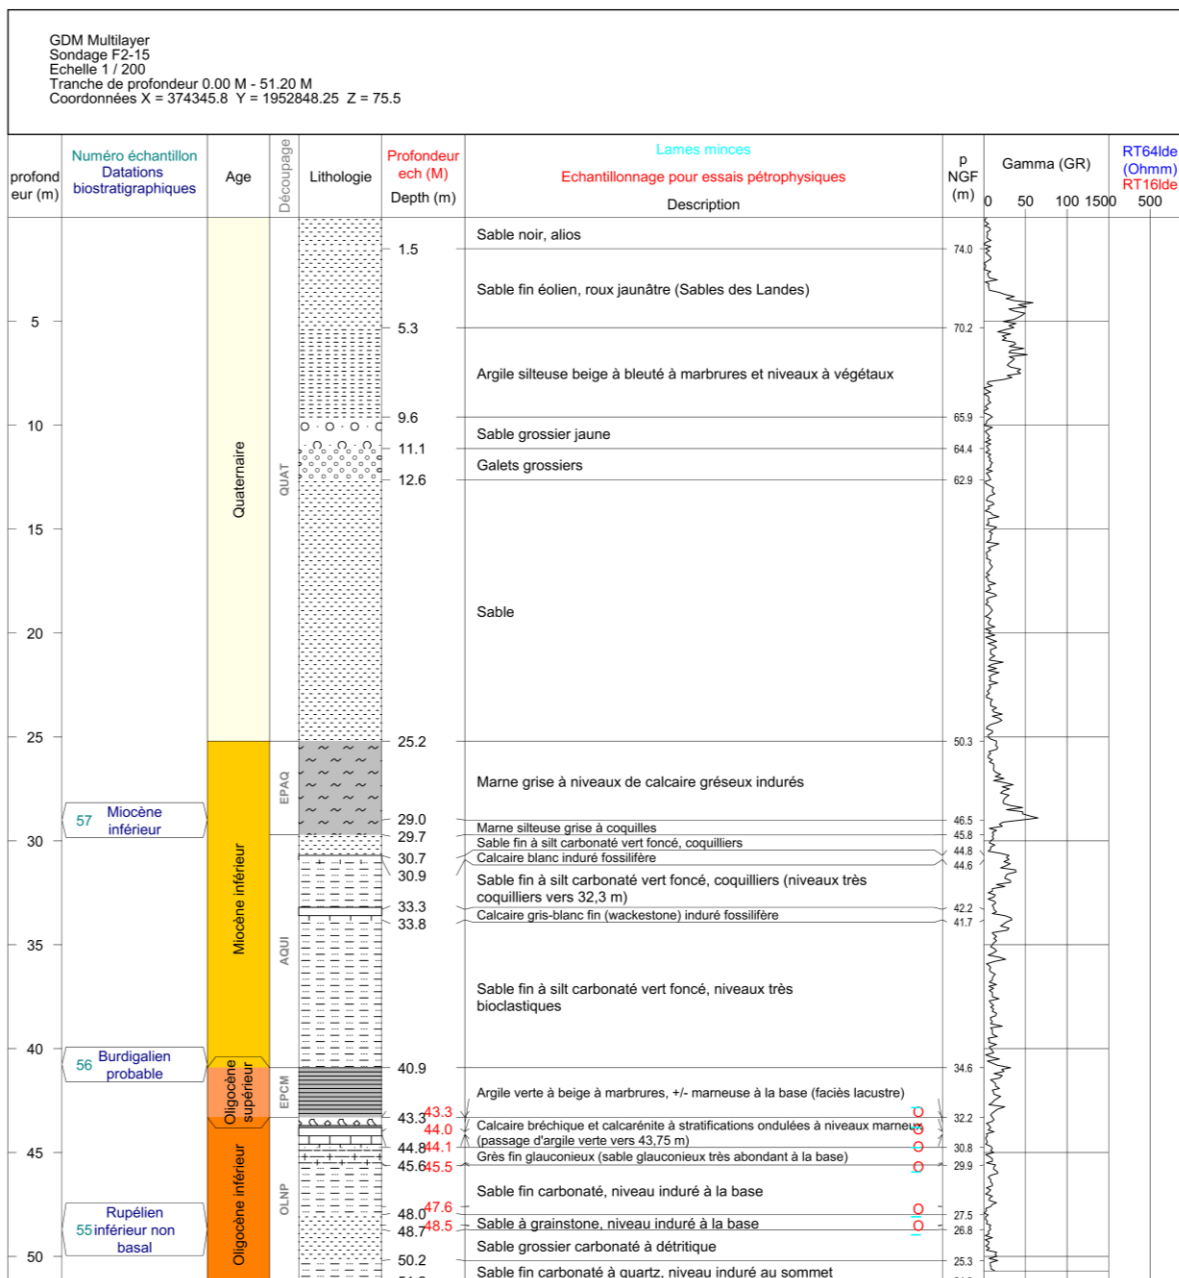 GDM Multilayer
Sondage F2-15
Echelle 1 / 200
Tranche de profondeur 0.00 M - 51.20 M
Coordonnées X = 374345.8  Y = 1952848.25  Z = 75.5
profond
eur (m)
Numéro échantillon
Datations
biostratigraphiques
Age
Découpage
Lithologie
Profondeur
ech (M)
Depth (m)
Lames minces
Echantillonnage pour essais pétrophysiques
Description
p
NGF
(m)
Gamma (GR)
0 50 100 150
RT64lde
(Ohmm)
RT16lde
0 500
Sable noir, alios
1.5 74.0
Sable fin éolien, roux jaunâtre (Sables des Landes)
5
5.3 70.2
Argile silteuse beige à bleuté à marbrures et niveaux à végétaux
9.6 65.9
10
Sable grossier jaune
11.1 64.4
Galets grossiers
12.6 62.9
Quaternaire
QUAT
15
Sable
20
25
25.2 50.3
Marne grise à niveaux de calcaire gréseux indurés
EPAQ
57 Miocène
inférieur
29.0 46.5
Marne silteuse grise à coquilles
29.7 45.8
Sable fin à silt carbonaté vert foncé, coquilliers
30
30.7 44.8
Calcaire blanc induré fossilifère
30.9 44.6
Sable fin à silt carbonaté vert foncé, coquilliers (niveaux très
coquilliers vers 32,3 m)
33.3 42.2
Calcaire gris-blanc fin (wackestone) induré fossilifère
33.8 41.7
Miocène inférieur
AQUI
35
Sable fin à silt carbonaté vert foncé, niveaux très
bioclastiques
40
56 Burdigalien
probable
40.9 34.6
Oligocène
supérieur
EPCM
Argile verte à beige à marbrures, +/- marneuse à la base (faciès lacustre)
43.3 43.3 O 32.2
Calcaire bréchique et calcarénite à stratifications ondulées à niveaux marneux
44.0 O
(passage d'argile verte vers 43,75 m)
45
44.8 44.1 O 30.8
Grès fin glauconieux (sable glauconieux très abondant à la base)
45.6 45.5 O 29.9
Oligocène inférieur
OLNP
Sable fin carbonaté, niveau induré à la base
47.6 O
48.0 27.5
55 Rupélien
inférieur non
basal
48.5 Sable à grainstone, niveau induré à la base O
48.7 26.8
Sable grossier carbonaté à détritique
50
50.2 25.3
Sable fin carbonaté à quartz, niveau induré au sommet